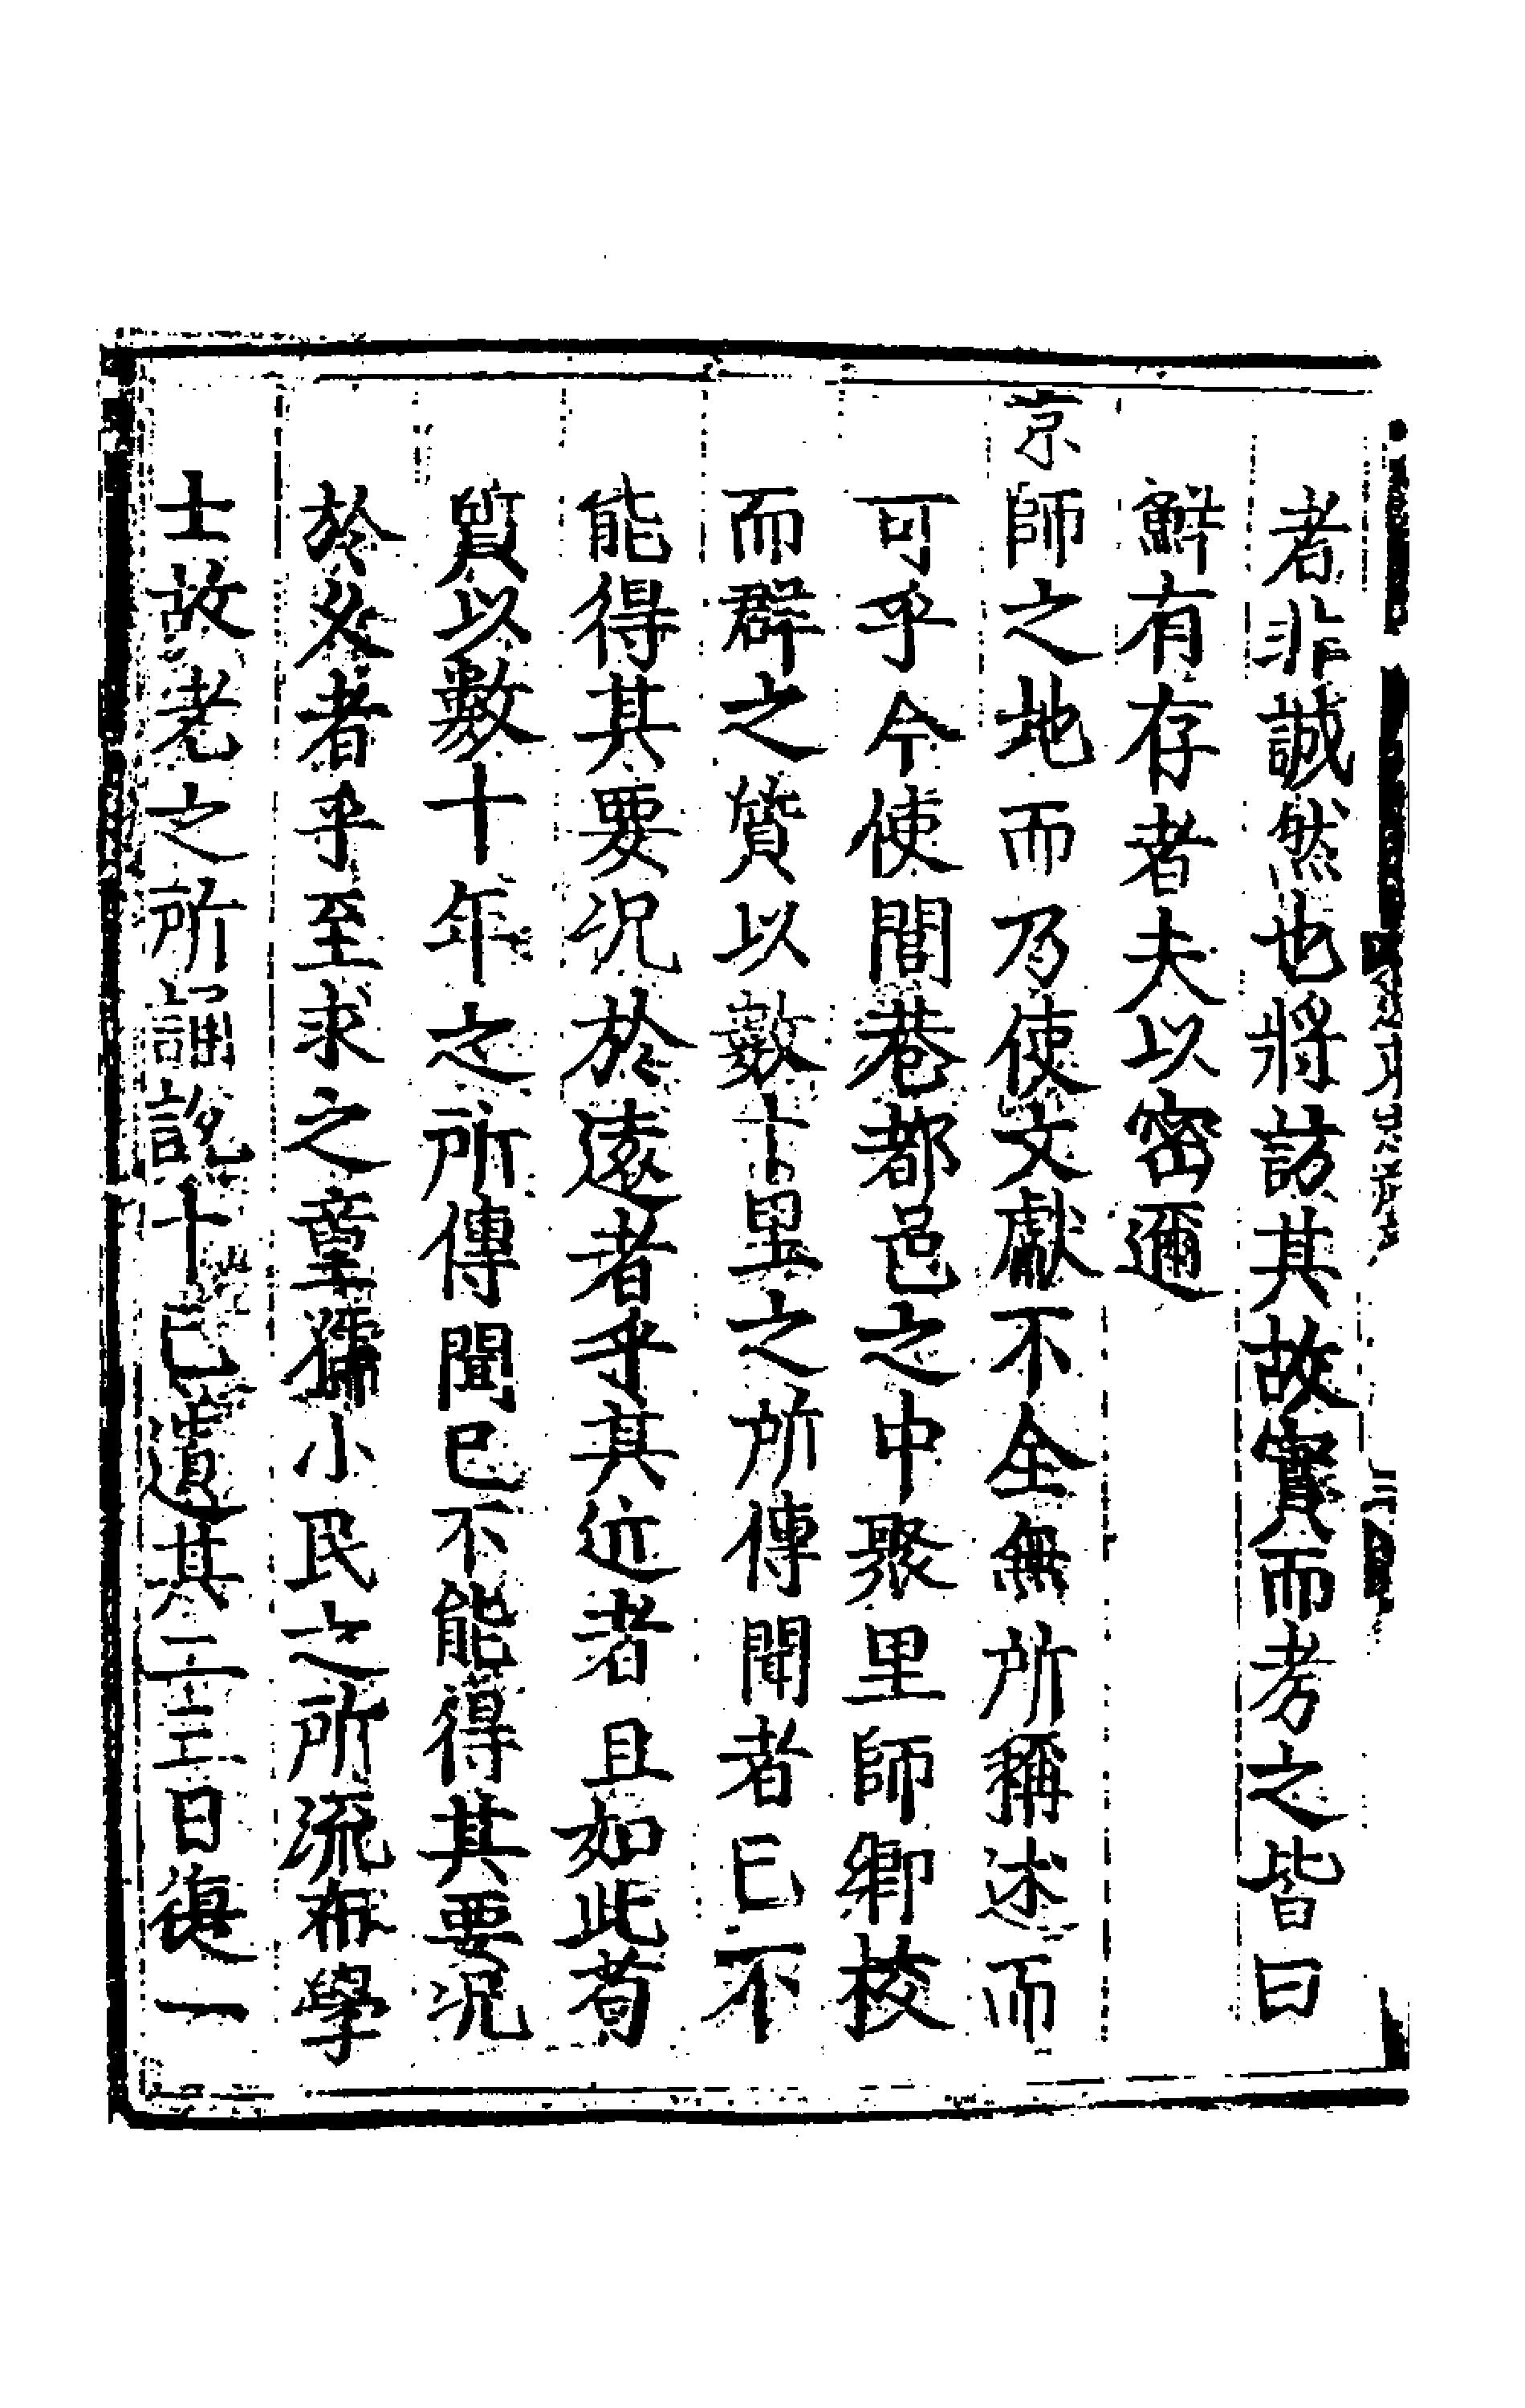 者非誠然也將訪其故實而考之皆曰
鮮有存者夫以密邇
京師之地而乃使文獻不全無所稱述而
可乎今使閭巷都邑之中聚里師鄉校
而群之質以數十里之所傳聞者已不
能得其要況於遠者乎其近者且如此茍
質以數十年之所傳聞已不能得其要況
於久者乎至求之童孺小民之所流布學
士故老之所誦說十已遺其二三曰復一